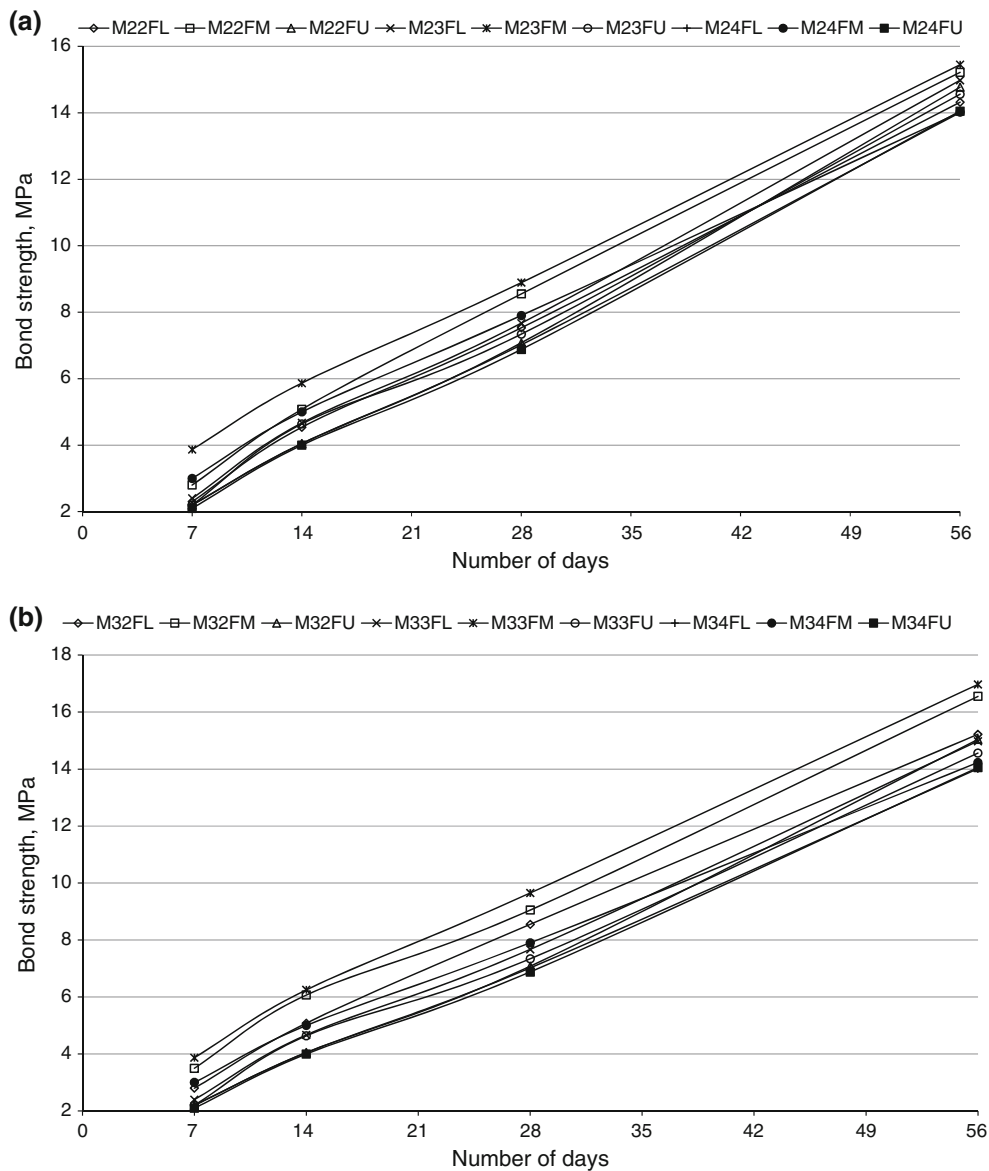 (a) M22FL M22FM M22FU M23FL M23FM M23FU M24FL M24FM M24FU
16
14
12
10
8
6
4
2
Bond strength, MPa
0 7 14 21 28 35 42 49 56
Number of days
(b) M32FL M32FM M32FU M33FL M33FM M33FU M34FL M34FM M34FU
18
16
14
12
10
8
6
4
2
Bond strength, MPa
0 7 14 21 28 35 42 49 56
Number of days